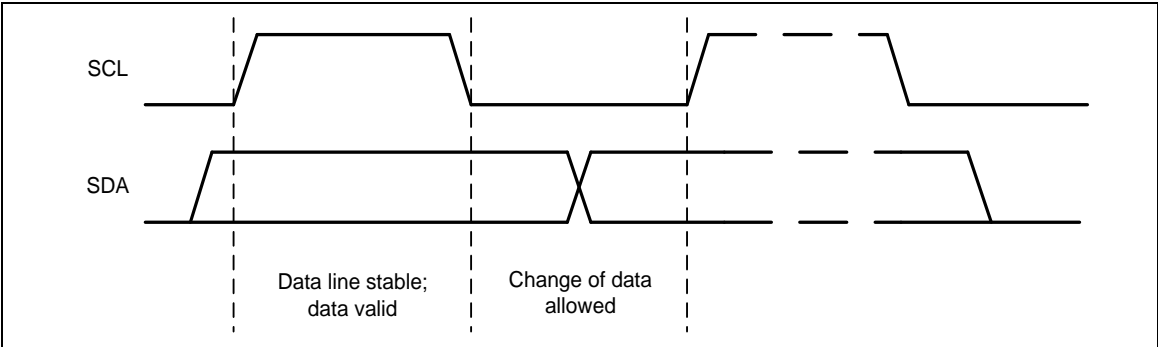 SCL
SDA
Data line stable;
data valid
Change of data
allowed